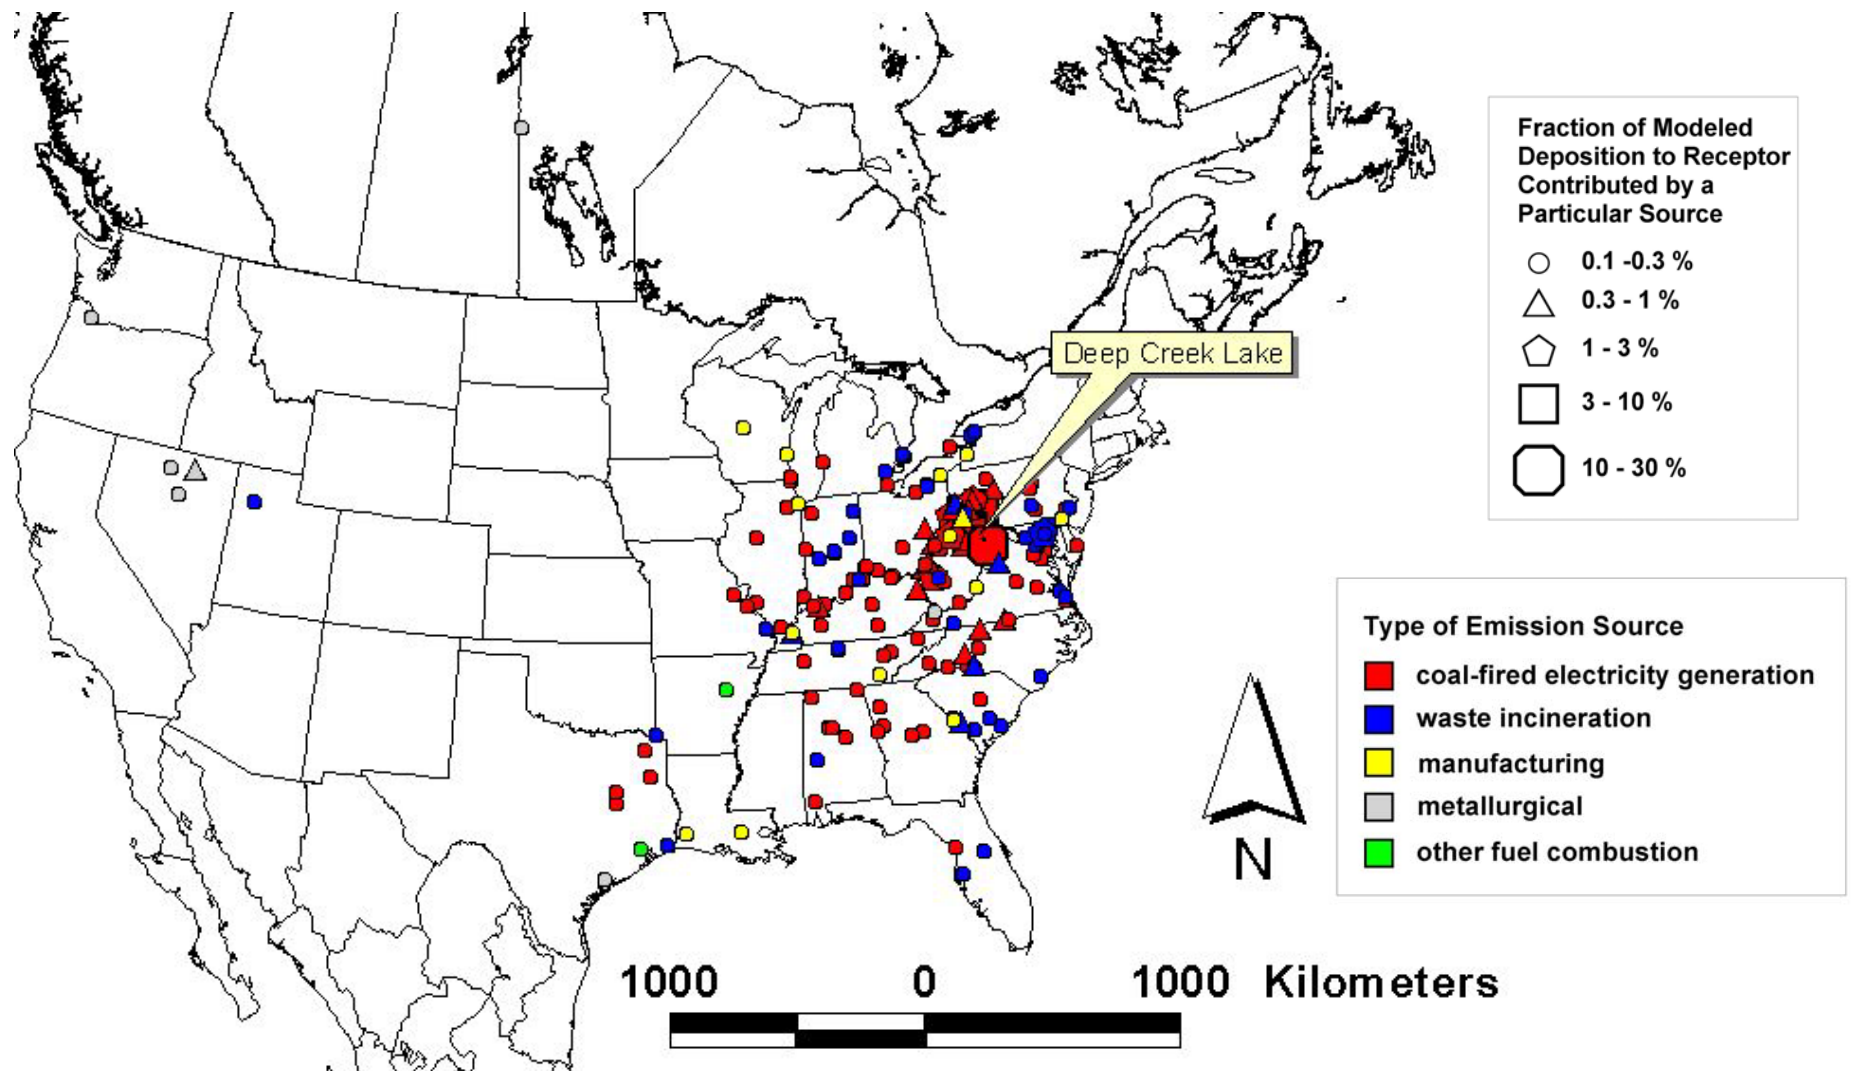 Fraction of Modeled
Deposition to Receptor
Contributed by a
Particular Source
0.1 -0.3 %
0.3 - 1 %
1 - 3 %
3 - 10 %
10 - 30 %
Deep Creek Lake
Type of Emission Source
coal-fired electricity generation
waste incineration
manufacturing
metallurgical
other fuel combustion
N
1000 0 1000 Kilometers